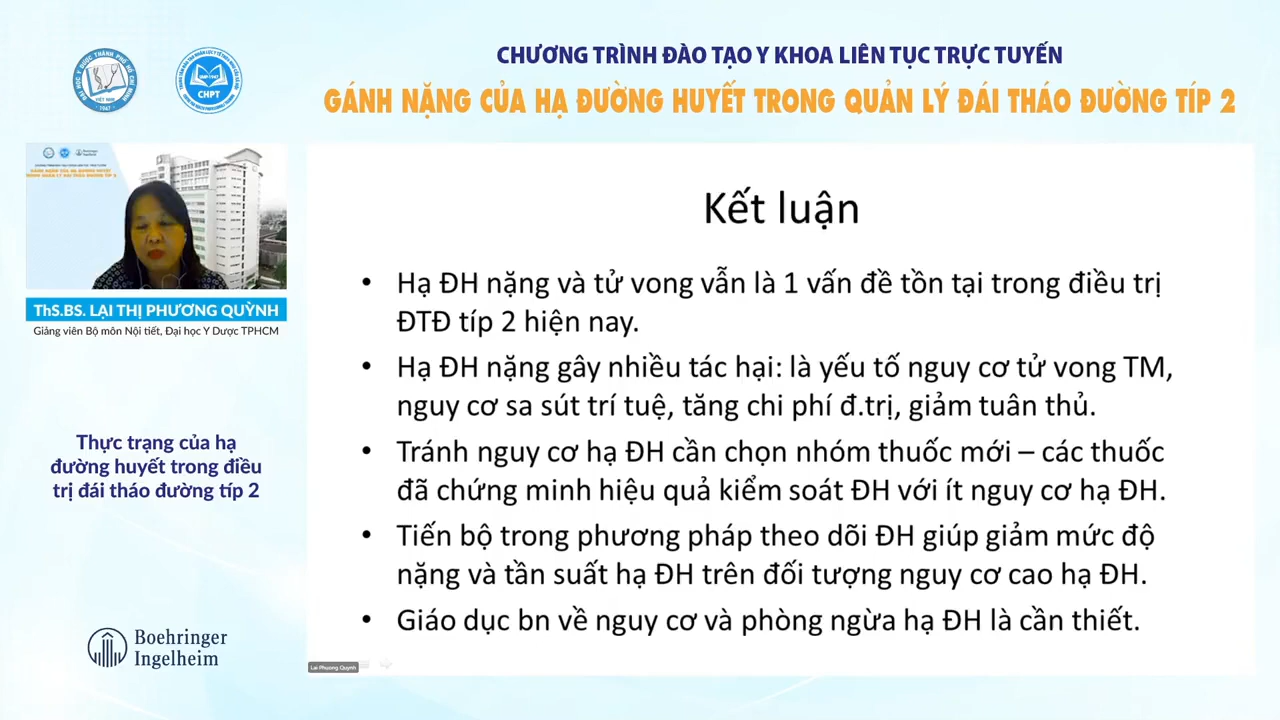 CHƯƠNG TRÌNH ĐÀO TẠO Y KHOA LIÊN TỤC TRỰC TUYẾN
GÁNH NẶNG CỦA HẠ ĐƯỜNG HUYẾT TRONG QUẢN LÝ ĐÁI THÁO ĐƯỜNG TÍP 2
CHPT
ThS.BS. LẠI THỊ PHƯƠNG QUỲNH
Giảng viên Bộ môn Nội tiết, Đại học Y Dược TPHCM
Thực trạng của hạ
đường huyết trong điều
trị đái tháo đường típ 2
Boehringer
Ingelheim
Kết luận
• Hạ ĐH nặng và tử vong vẫn là 1 vấn đề tồn tại trong điều trị
ĐTĐ típ 2 hiện nay.
• Hạ ĐH nặng gây nhiều tác hại: là yếu tố nguy cơ tử vong TM,
nguy cơ sa sút trí tuệ, tăng chi phí đ.trị, giảm tuân thủ.
• Tránh nguy cơ hạ ĐH cần chọn nhóm thuốc mới – các thuốc
đã chứng minh hiệu quả kiểm soát ĐH với ít nguy cơ hạ ĐH.
• Tiến bộ trong phương pháp theo dõi ĐH giúp giảm mức độ
nặng và tần suất hạ ĐH trên đối tượng nguy cơ cao hạ ĐH.
• Giáo dục bn về nguy cơ và phòng ngừa hạ ĐH là cần thiết.
Lai Phuong Quynh